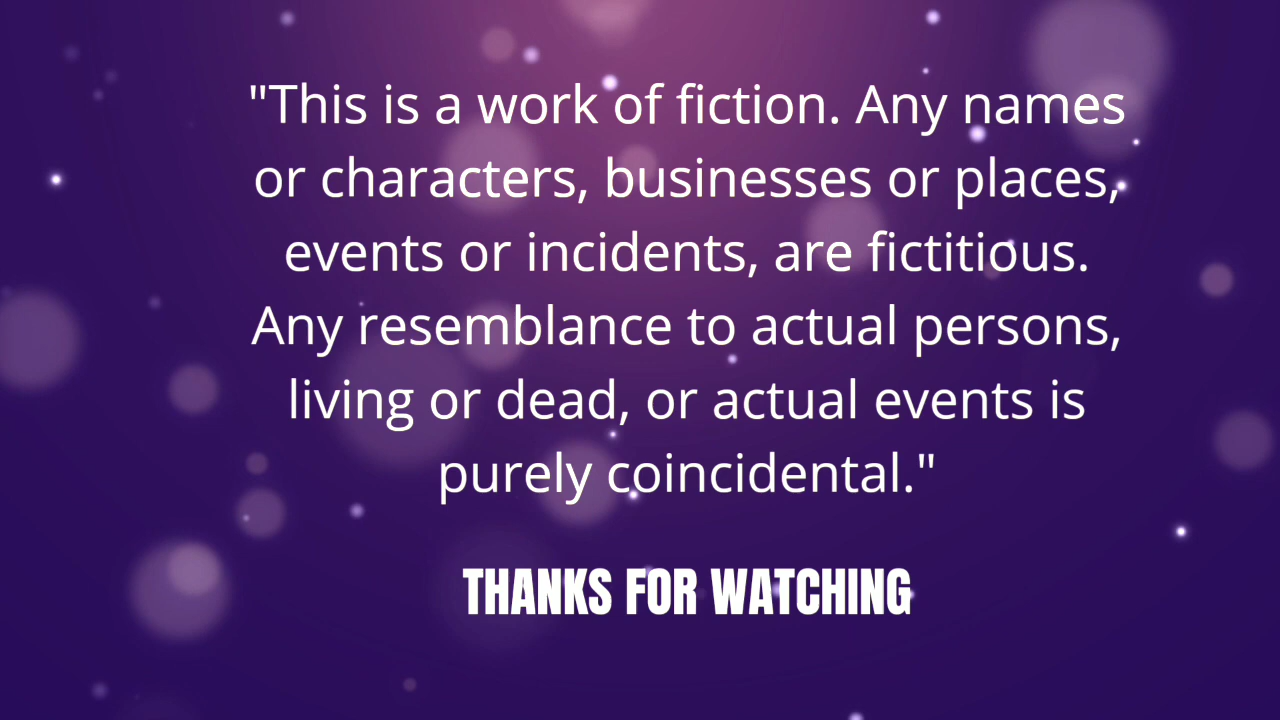 "This is a work of fiction. Any names
or characters, businesses or places,
events or incidents, are fictitious.
Any resemblance to actual persons,
living or dead, or actual events is
purely coincidental."
THANKS FOR WATCHING